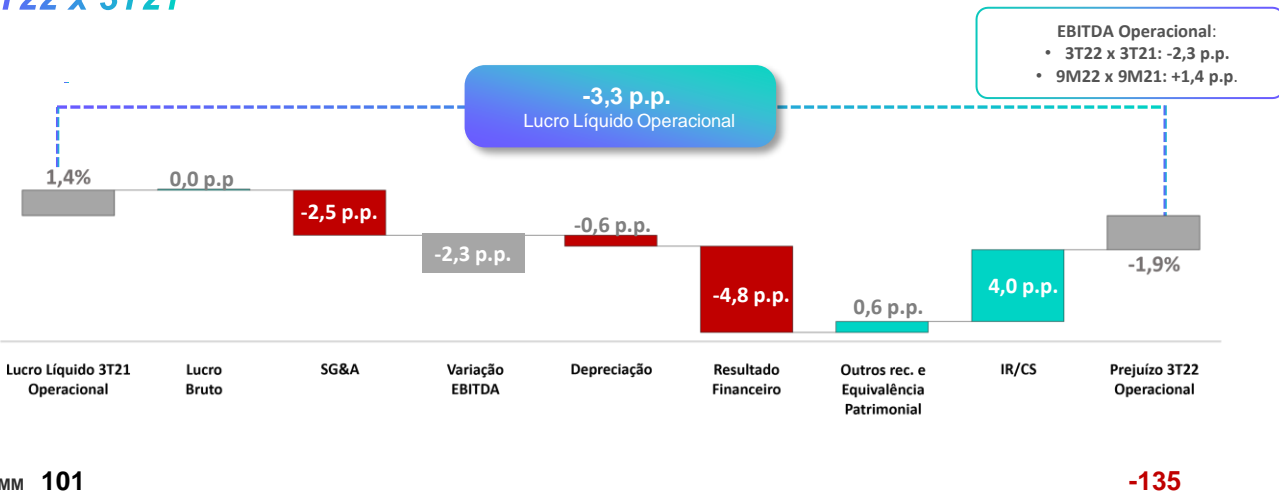 T22 x 3T21
EBITDA Operacional:
• 3T22 x 3T21: -2,3 p.p.
• 9M22 x 9M21: +1,4 p.p.
-3,3 p.p.
Lucro Líquido Operacional
1,4%
0,0 p.p
-2,5 p.p.
-2,3 p.p.
-0,6 p.p.
-4,8 p.p.
0,6 p.p.
4,0 p.p.
-1,9%
Lucro Líquido 3T21
Operacional
Lucro
Bruto
SG&A
Variação
EBITDA
Depreciação
Resultado
Financeiro
Outros rec. e
Equivalência
Patrimonial
IR/CS
Prejuízo 3T22
Operacional
MM 101
-135